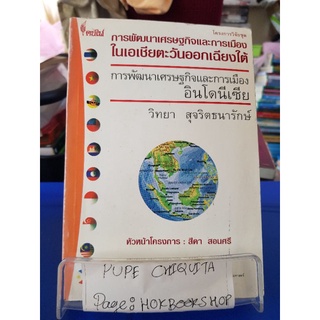 คบไฟ
โครงการวิจัยชุด
การพัฒนาเศรษฐกิจและการเมือง
ในเอเชียตะวันออกเฉียงใต้
การพัฒนาเศรษฐกิจและการเมือง
อินโดนีเซีย
วิทยา สุจริตธนารักษ์
หัวหน้าโครงการ : สีดา สอนศรี
PUPE CHIQUITA
Page: HOKBOOKSHOP